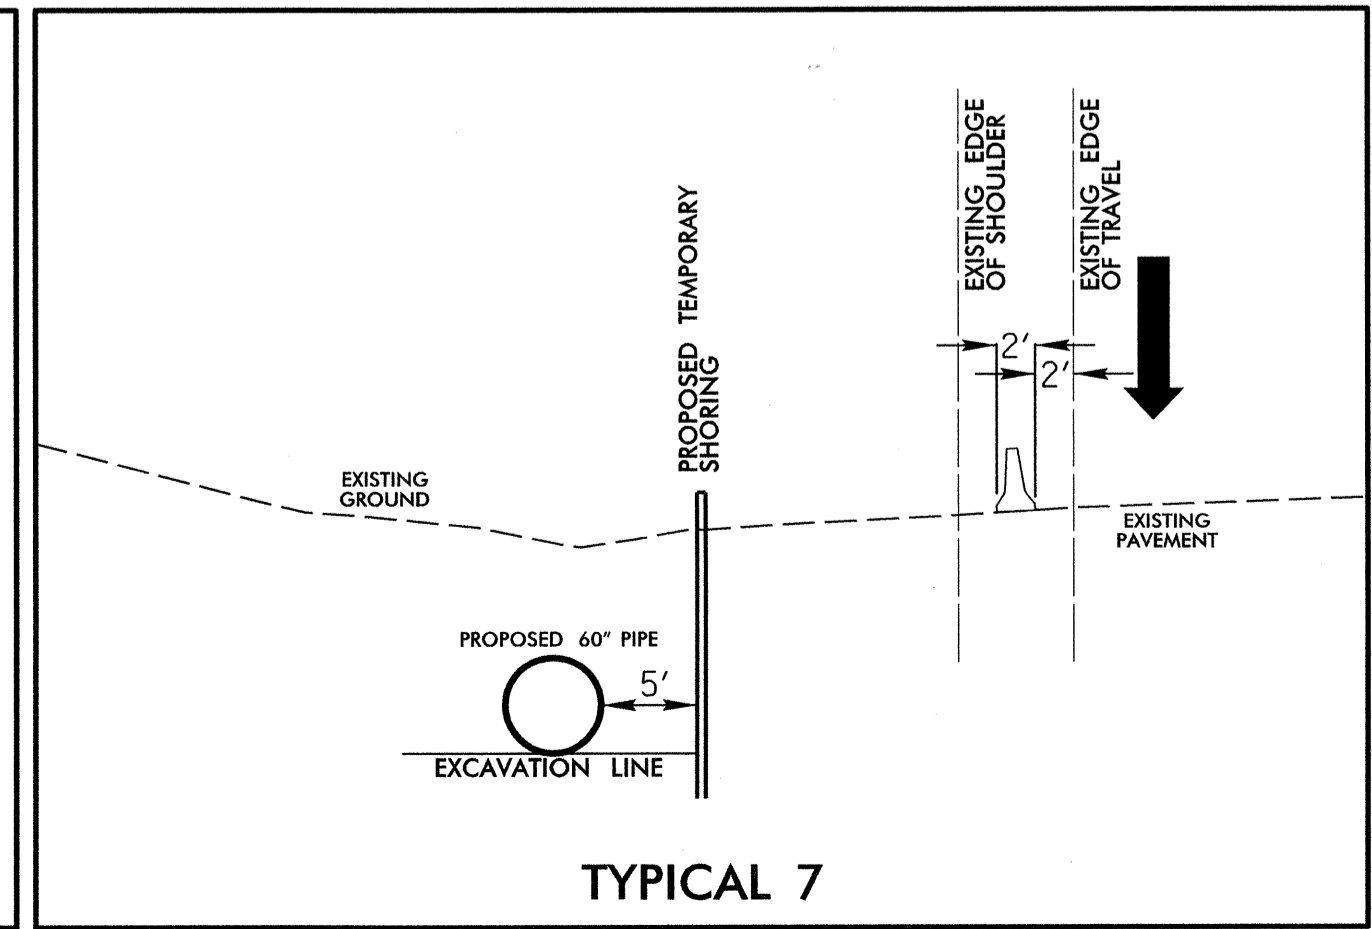 EXISTING EDGE
OF SHOULDER
EXISTING EDGE
OF TRAVEL
PROPOSED TEMPORARY
SHORING
2'
2'
EXISTING
GROUND
EXISTING
PAVEMENT
PROPOSED 60" PIPE
5'
EXCAVATION LINE
TYPICAL 7